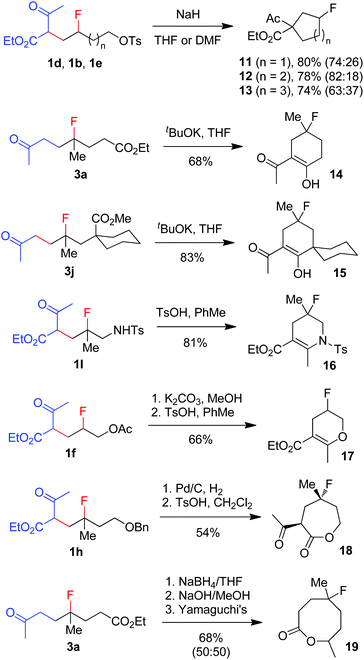 O F Ac F
EtO₂C ( )n OTs NaH EtO₂C ( )n
THF or DMF
1d, 1b, 1e 11 (n = 1), 80% (74:26)
12 (n = 2), 78% (82:18)
13 (n = 3), 74% (63:37)
F Me F
O Me CO₂Et ᵗBuOK, THF O OH
3a 68% 14
F CO₂Me Me F
O Me ᵗBuOK, THF O OH
3j 83% 15
O F Me F
EtO₂C Me NHTs TsOH, PhMe EtO₂C N Ts
Me
1l 81% 16
O F F
EtO₂C OAc 1. K₂CO₃, MeOH EtO₂C O
2. TsOH, PhMe Me
1f 66% 17
O F Me F
EtO₂C Me OBn 1. Pd/C, H₂ O O O
2. TsOH, CH₂Cl₂
1h 54% 18
F Me F
O Me CO₂Et 1. NaBH₄/THF O O Me
2. NaOH/MeOH
3. Yamaguchi's
3a 68% 19
(50:50)